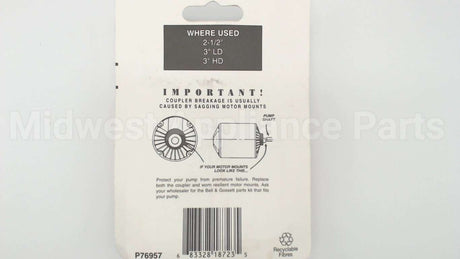 WHERE USED
2-1/2"
3" LD
3" HD
IMPORTANT!
COUPLER BREAKAGE IS USUALLY
CAUSED BY SAGGING MOTOR MOUNTS
Midwest Appliance Parts
PUMP
SHAFT
IF YOUR MOTOR MOUNTS
LOOK LIKE THIS...
Protect your pump from premature failure. Replace
both the coupler and worn resilient motor mounts. Ask
your wholesaler for the Bell & Gossett parts kit that fits
your pump.
P76957
6 83328 18723 5
Recyclable
Fibres